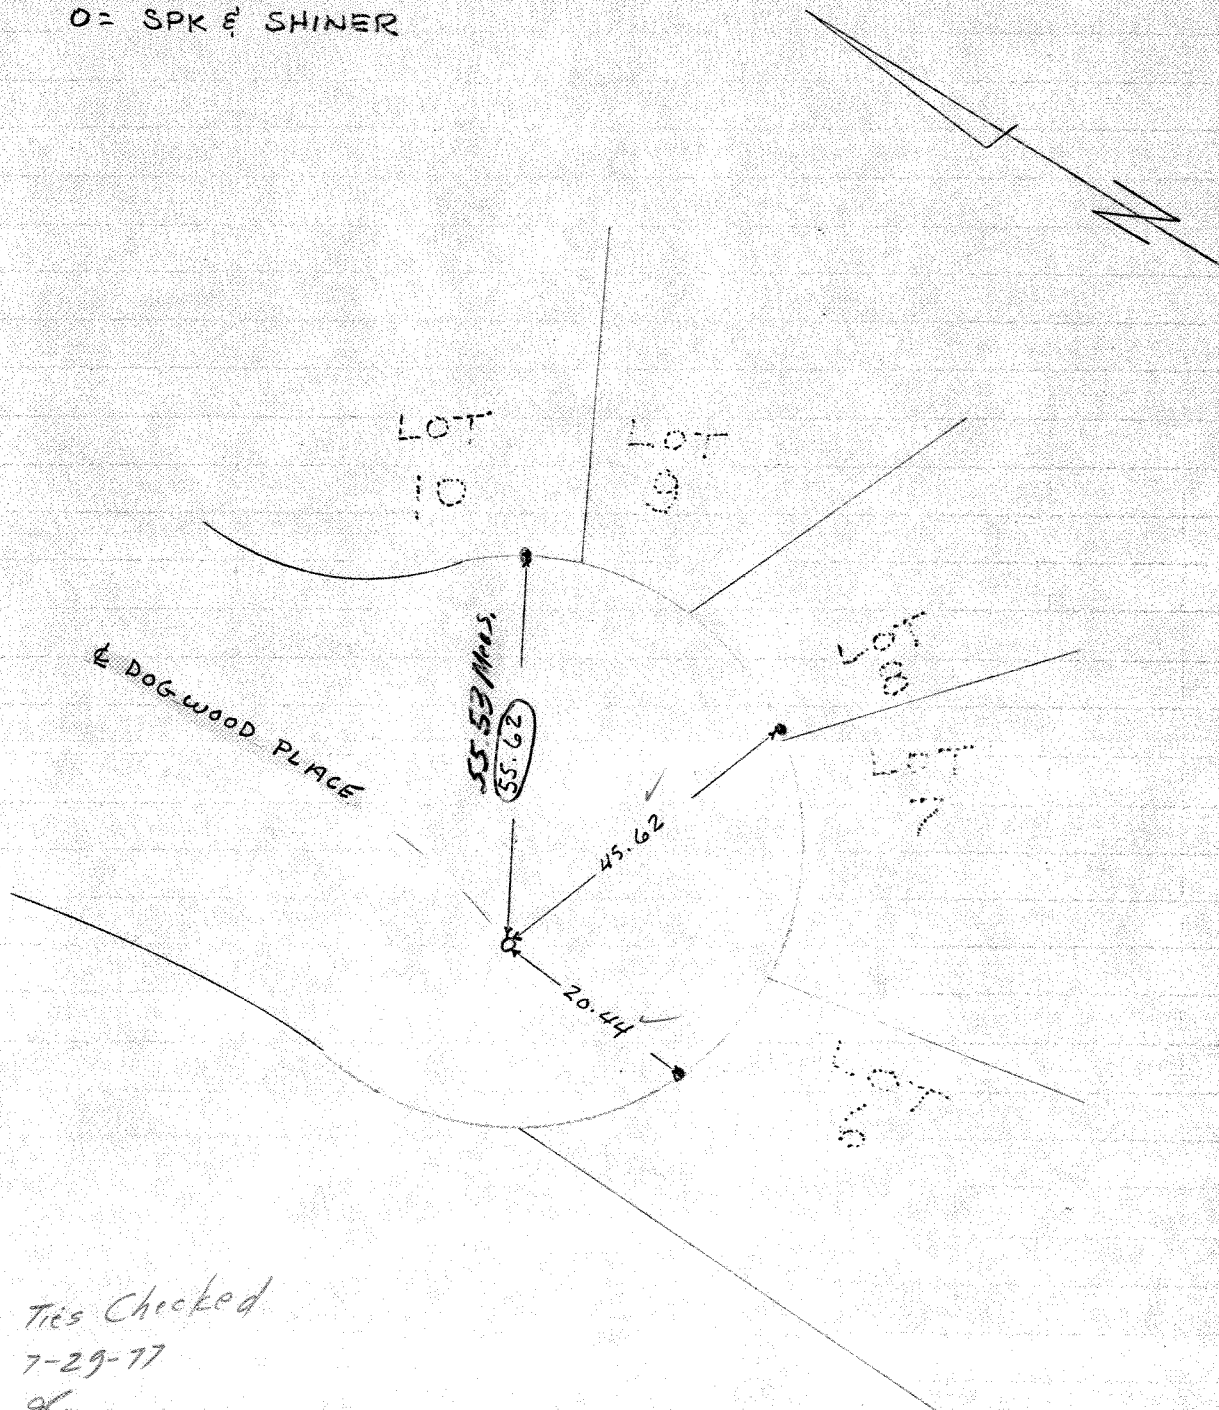 O = SPK & SHINER
N
LOT
10
LOT
9
LOT
8
LOT
7
LOT
6
℄ DOGWOOD PLACE
55.53 Meas.
55.62
45.62 ✓
20.44 ✓
Ties Checked
7-29-77